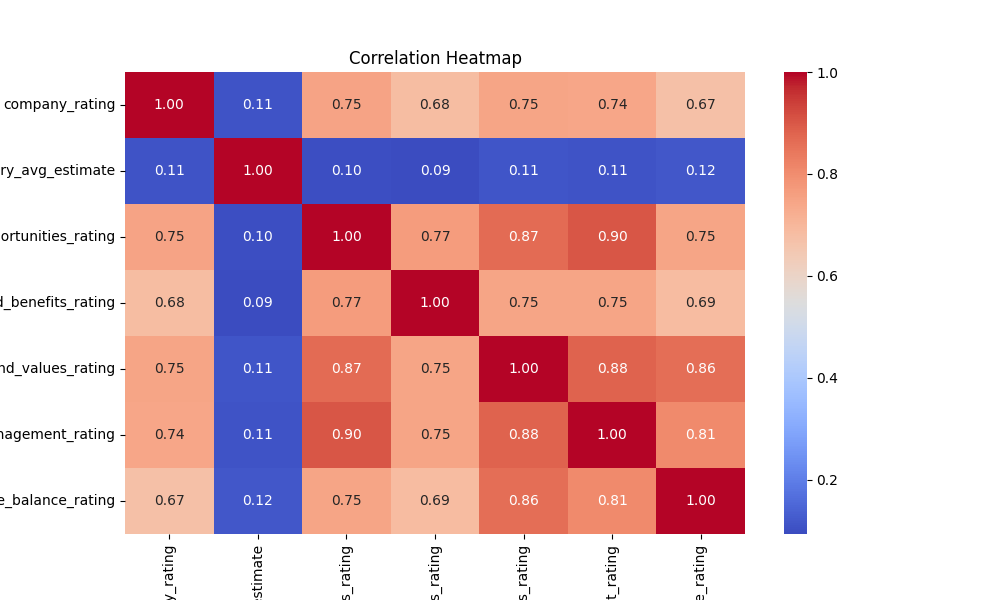 Correlation Heatmap
company_rating 1.00 0.11 0.75 0.68 0.75 0.74 0.67
ry_avg_estimate 0.11 1.00 0.10 0.09 0.11 0.11 0.12
ortunities_rating 0.75 0.10 1.00 0.77 0.87 0.90 0.75
d_benefits_rating 0.68 0.09 0.77 1.00 0.75 0.75 0.69
nd_values_rating 0.75 0.11 0.87 0.75 1.00 0.88 0.86
nagement_rating 0.74 0.11 0.90 0.75 0.88 1.00 0.81
e_balance_rating 0.67 0.12 0.75 0.69 0.86 0.81 1.00
y_rating
estimate
s_rating
s_rating
s_rating
t_rating
e_rating
1.0
0.8
0.6
0.4
0.2